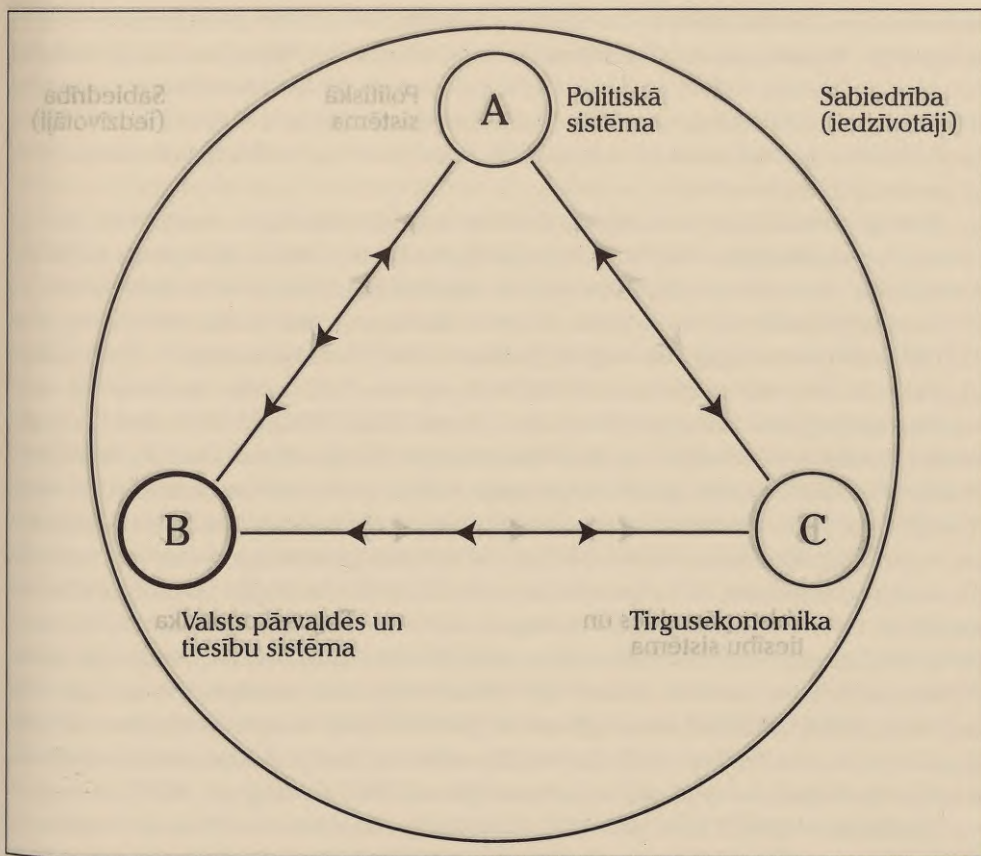 A
Politiskā
sistēma
Sabiedrība
(iedzīvotāji)
B
C
Valsts pārvaldes un
tiesību sistēma
Tirgusekonomika